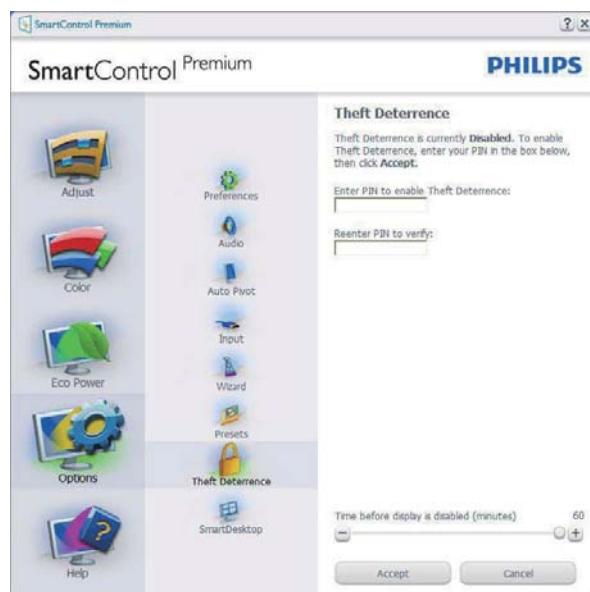 SmartControl Premium
? x
SmartControl Premium
PHILIPS
Adjust
Color
Eco Power
Options
Help
Preferences
Audio
Auto Pivot
Input
Wizard
Presets
Theft Deterrence
SmartDesktop
Theft Deterrence
Theft Deterrence is currently Disabled. To enable
Theft Deterrence, enter your PIN in the box below,
then click Accept.
Enter PIN to enable Theft Deterrence:
Reenter PIN to verify:
Time before display is disabled (minutes) 60
Accept Cancel